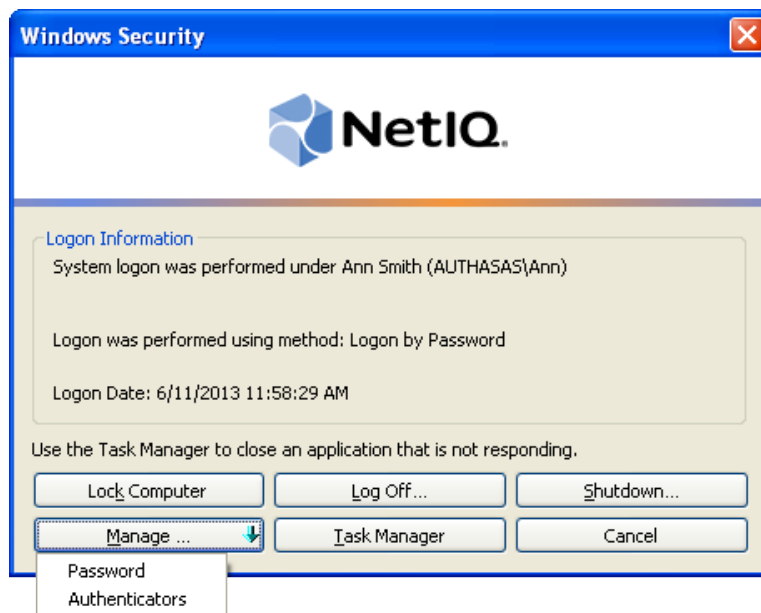 Windows Security
NetIQ.
Logon Information
System logon was performed under Ann Smith (AUTHASAS\Ann)
Logon was performed using method: Logon by Password
Logon Date: 6/11/2013 11:58:29 AM
Use the Task Manager to close an application that is not responding.
Lock Computer
Log Off...
Shutdown...
Manage ...
Task Manager
Cancel
Password
Authenticators